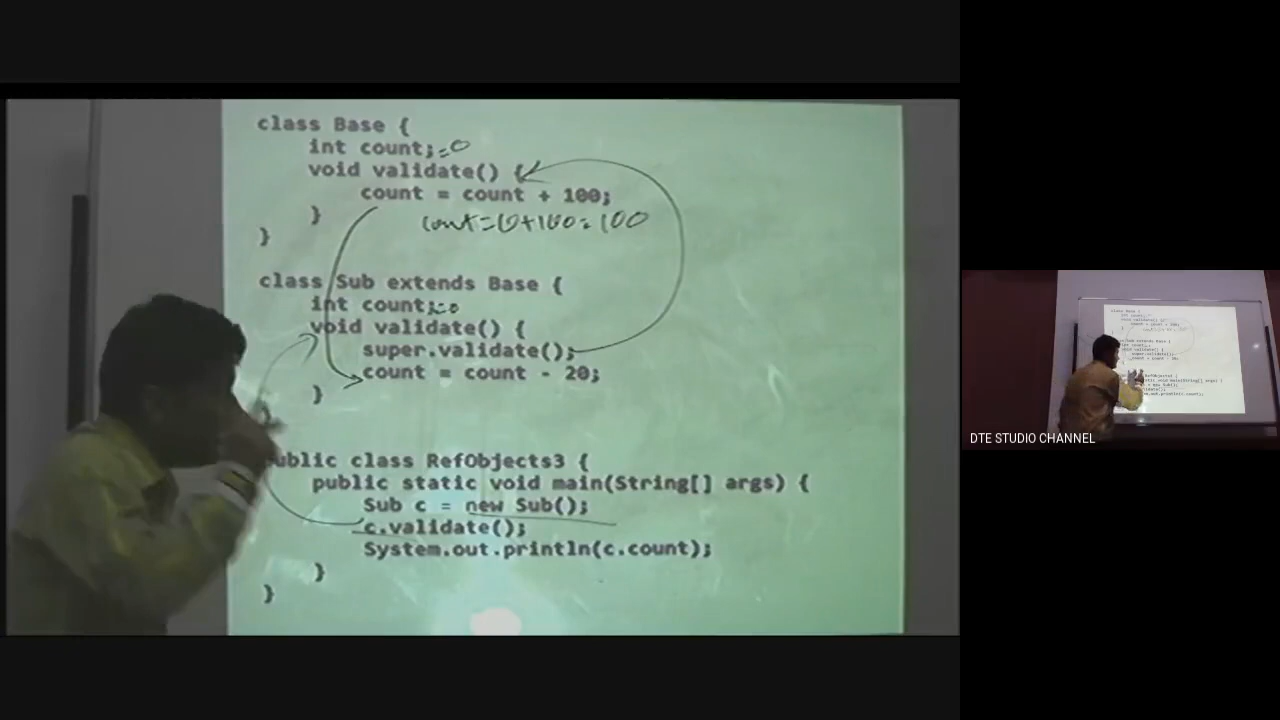 class Base {
int count; =0
void validate() {
count = count + 100;
}
count = 0+100 = 100
}
class Sub extends Base {
int count; =0
void validate() {
super.validate();
count = count - 20;
}
public class RefObjects3 {
public static void main(String[] args) {
Sub c = new Sub();
c.validate();
System.out.println(c.count);
}
}
DTE STUDIO CHANNEL